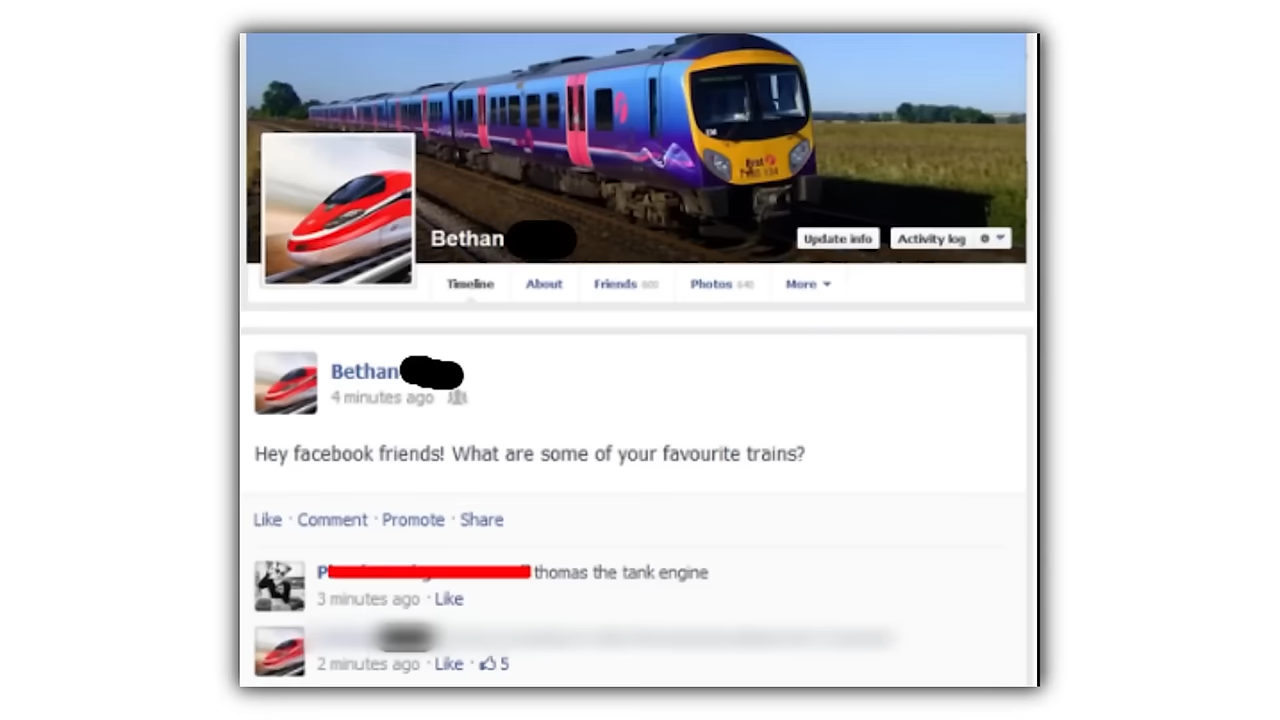 Bethan
Update info
Activity log
Timeline
About
Friends 600
Photos 640
More
Bethan
4 minutes ago
Hey facebook friends! What are some of your favourite trains?
Like · Comment · Promote · Share
P thomas the tank engine
3 minutes ago · Like
2 minutes ago · Like · 5